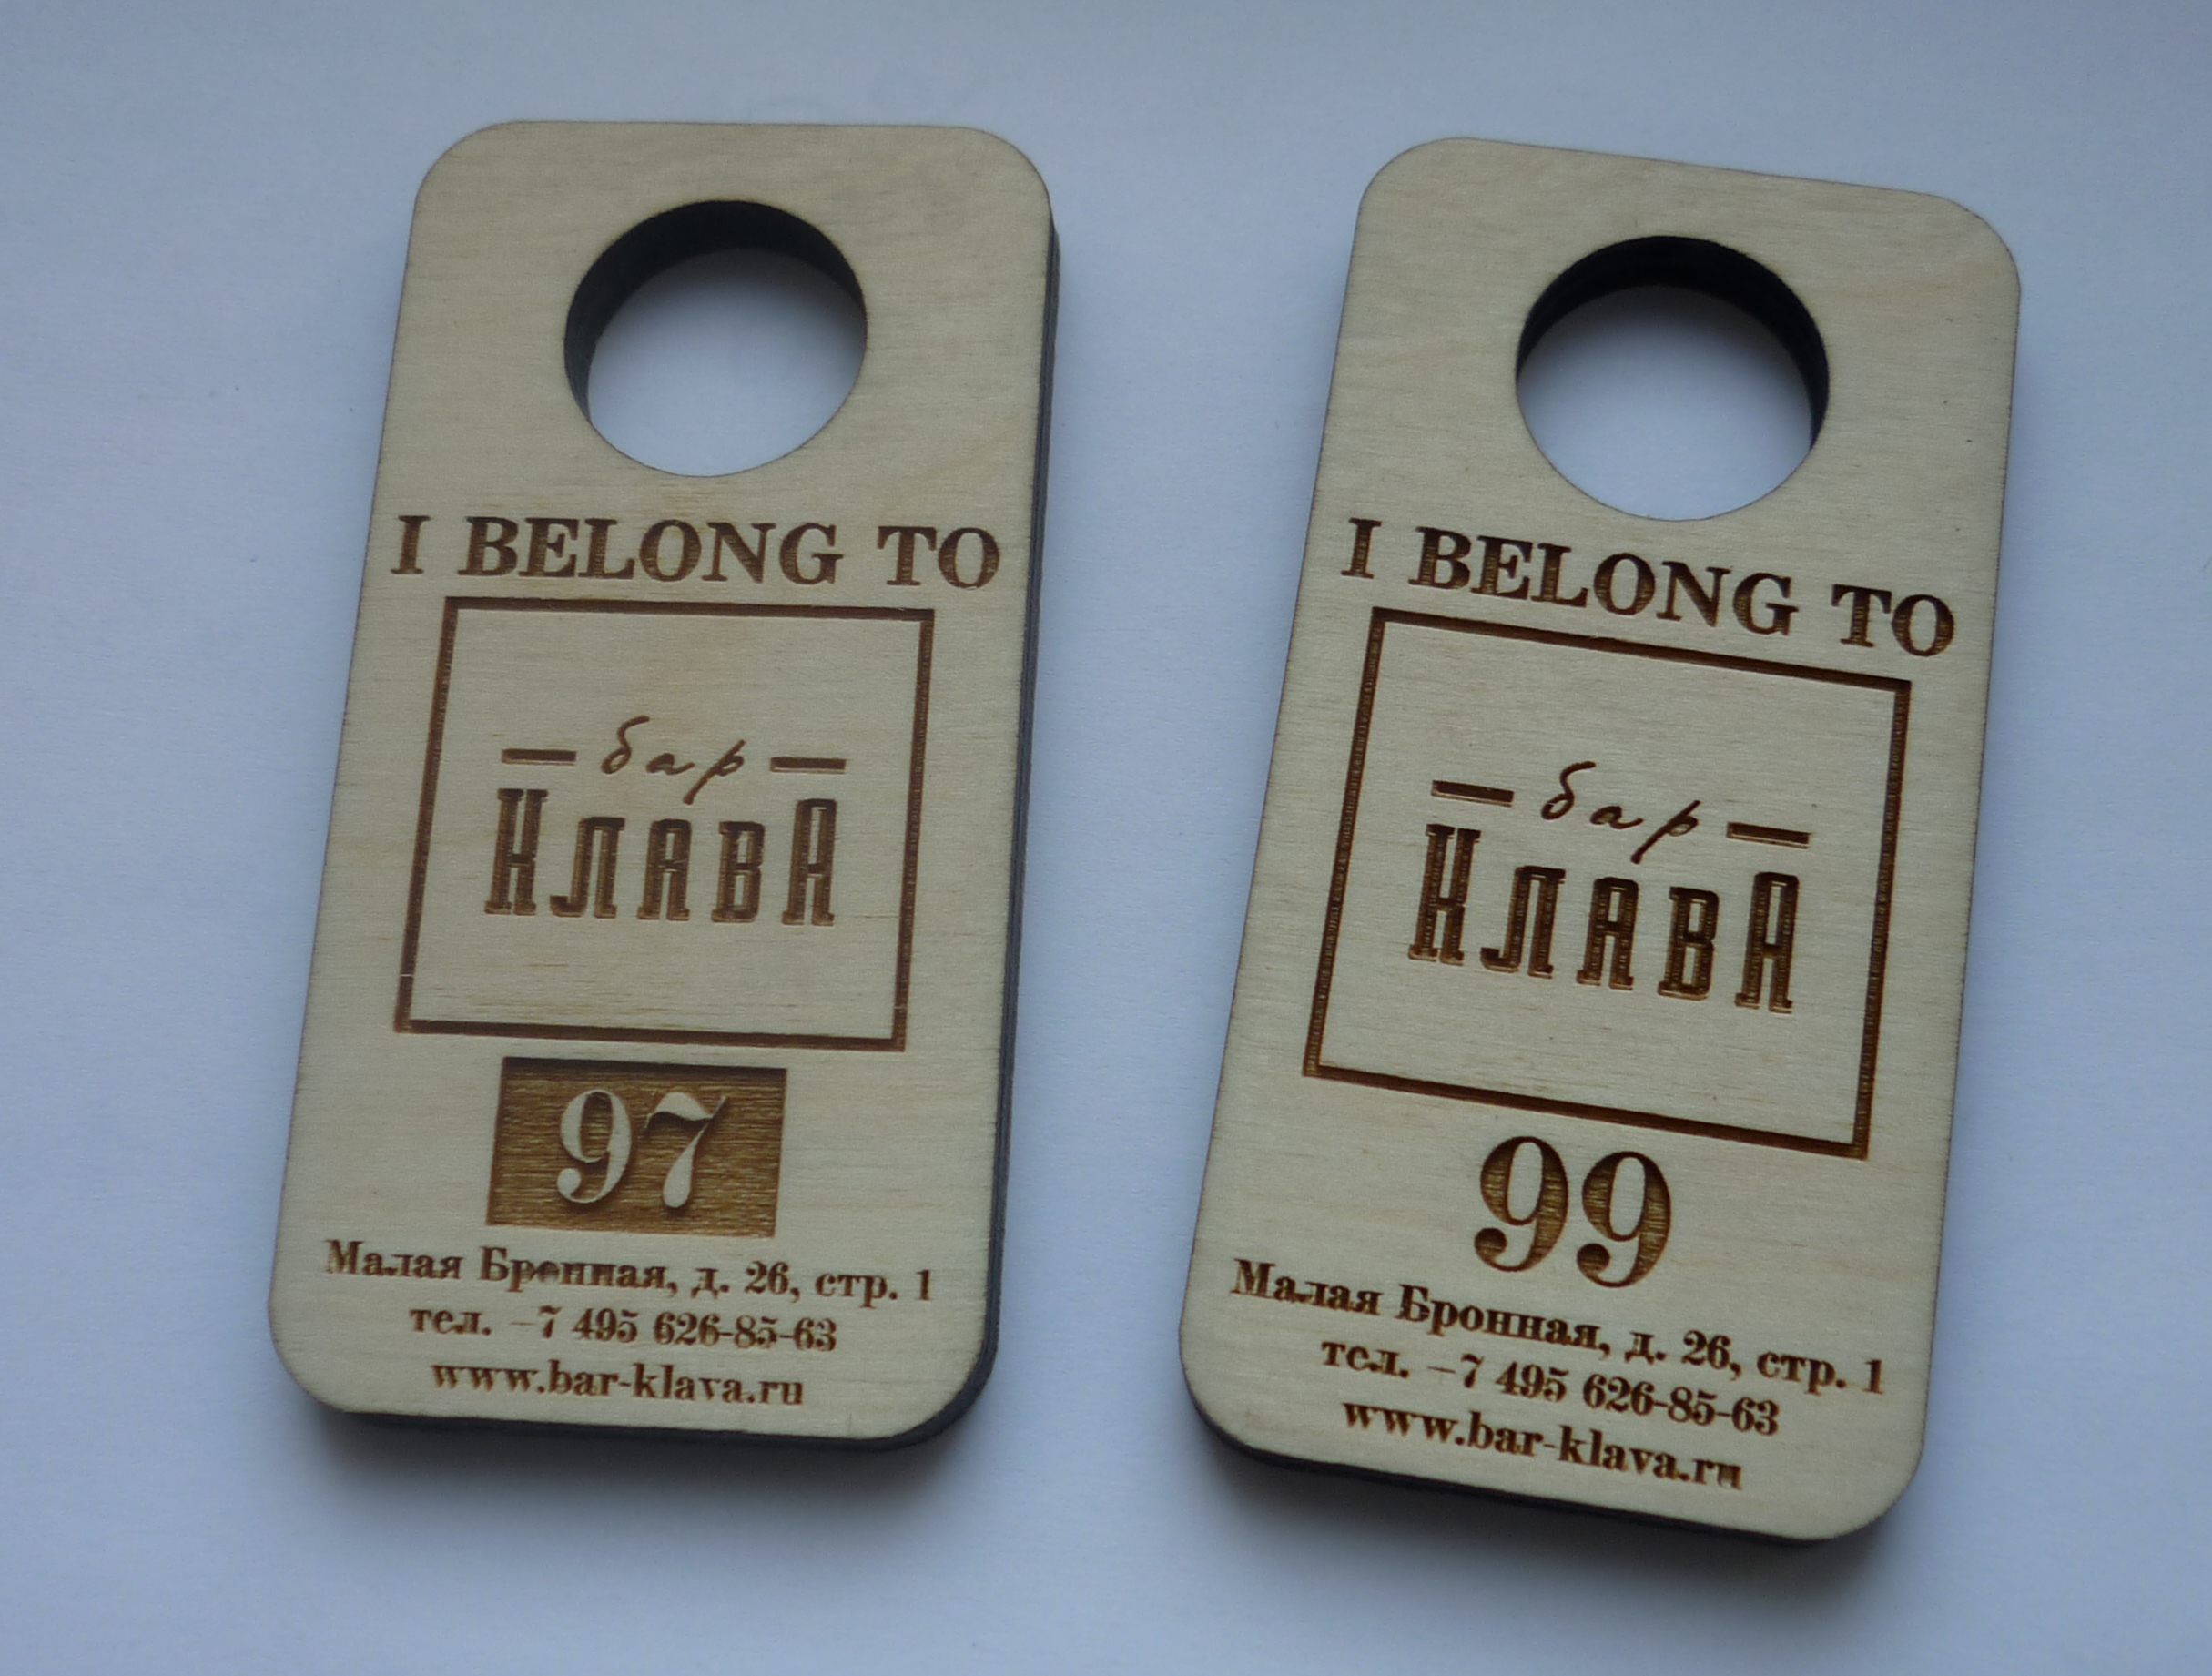 I BELONG TO
бар
КЛАВА
97
Малая Бронная, д. 26, стр. 1
тел. +7 495 626-85-63
www.bar-klava.ru
I BELONG TO
бар
КЛАВА
99
Малая Бронная, д. 26, стр. 1
тел. +7 495 626-85-63
www.bar-klava.ru